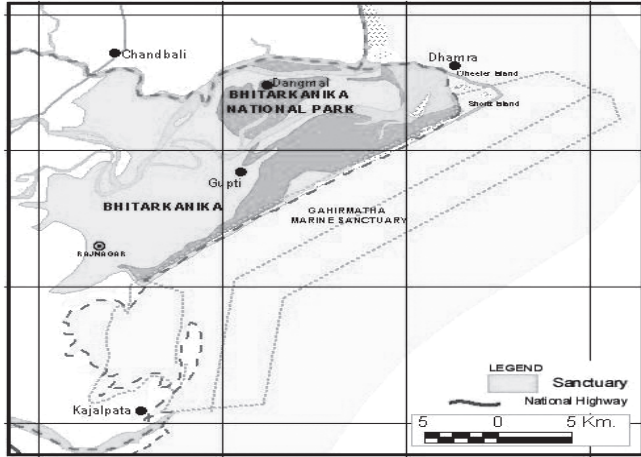 Chandbali
Dhamra
Wheeler Island
Dangmal
BHITARKANIKA
NATIONAL PARK
Shortt Island
Gupti
BHITARKANIKA
GAHIRMATHA
MARINE SANCTUARY
RAJNAGAR
LEGEND
Sanctuary
National Highway
Kajalpata
5 0 5 Km.